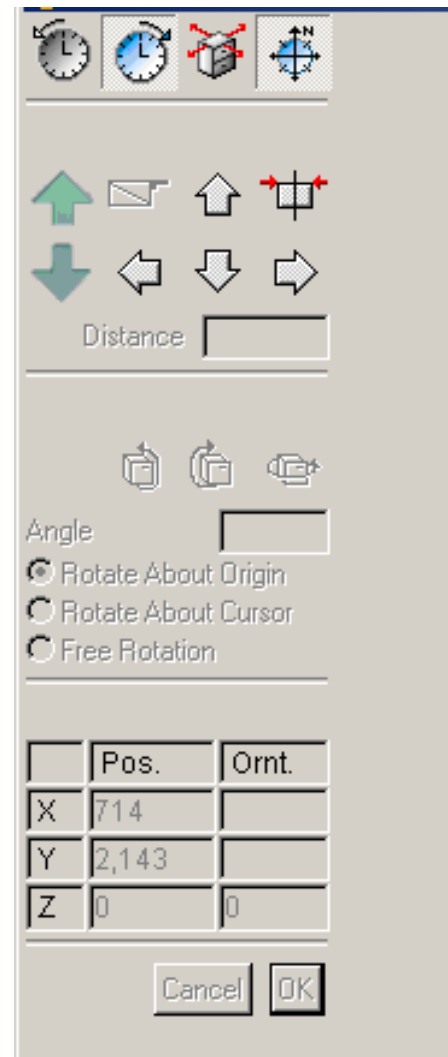 N
Distance
Angle
Rotate About Origin
Rotate About Cursor
Free Rotation
Pos. Ornt.
X 714
Y 2,143
Z 0 0
Cancel OK